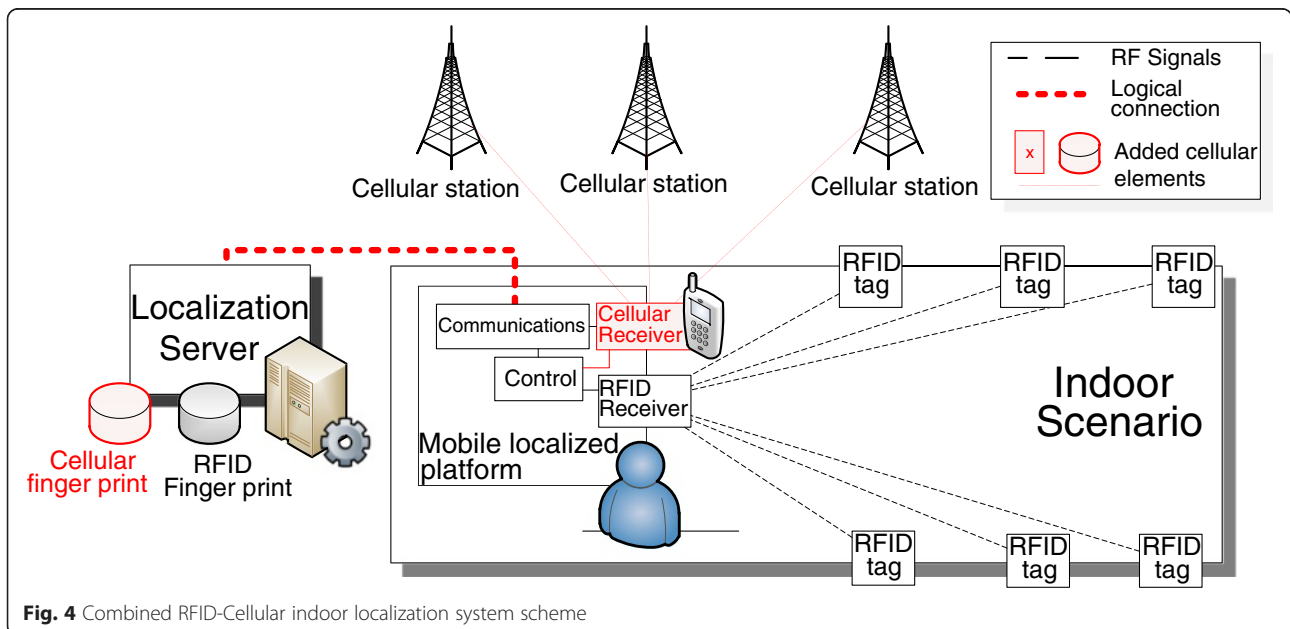 RF Signals
Logical
connection
x
Added cellular
elements
Cellular station
Cellular station
Cellular station
Localization
Server
Cellular
finger print
RFID
Finger print
Communications
Cellular
Receiver
Control
RFID
Receiver
Mobile localized
platform
RFID
tag
RFID
tag
RFID
tag
Indoor
Scenario
RFID
tag
RFID
tag
RFID
tag
Fig. 4 Combined RFID-Cellular indoor localization system scheme